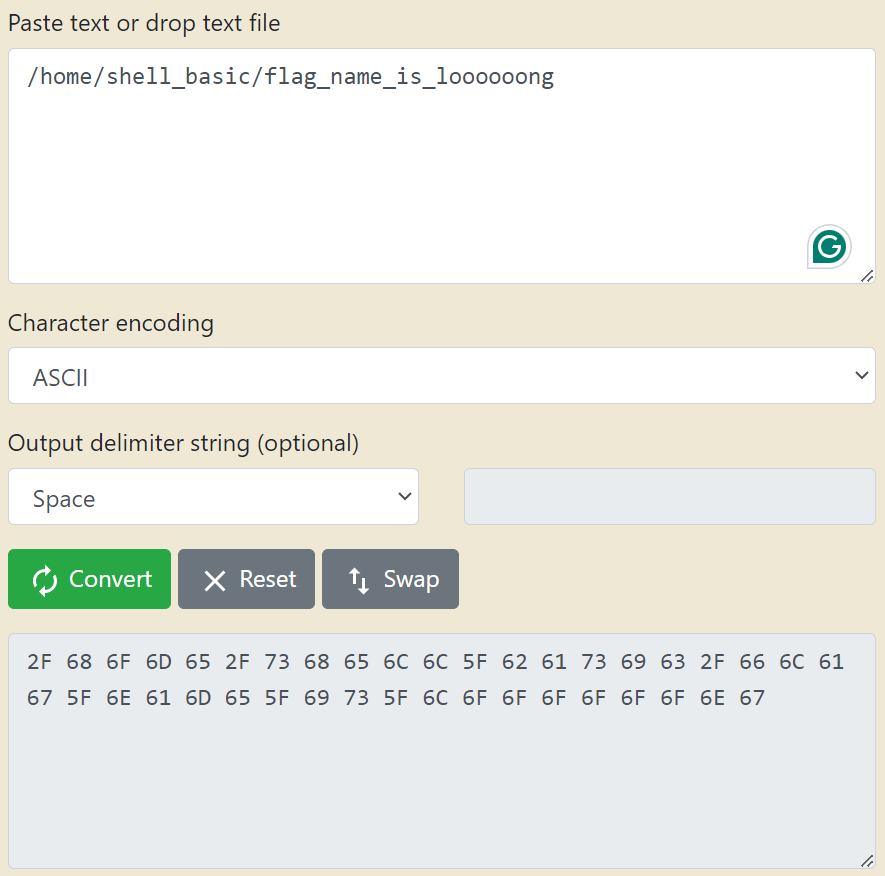 Paste text or drop text file
/home/shell_basic/flag_name_is_loooooong
Character encoding
ASCII
Output delimiter string (optional)
Space
Convert Reset Swap
2F 68 6F 6D 65 2F 73 68 65 6C 6C 5F 62 61 73 69 63 2F 66 6C 61
67 5F 6E 61 6D 65 5F 69 73 5F 6C 6F 6F 6F 6F 6F 6F 6E 67